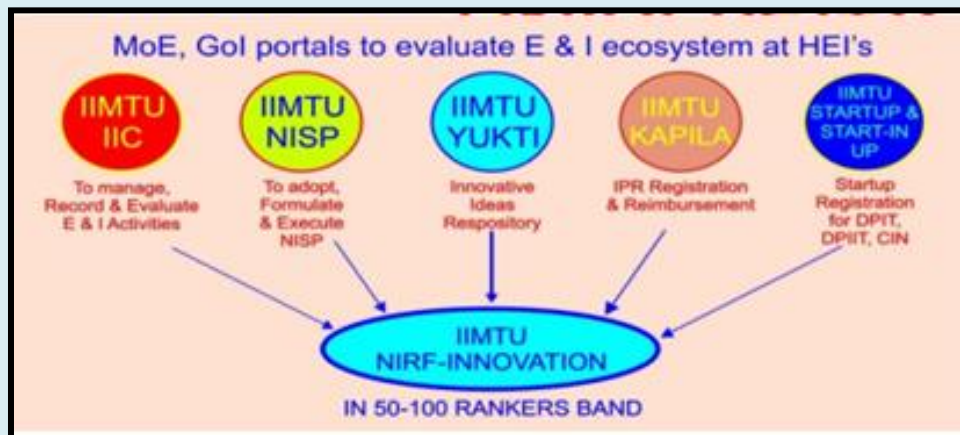 MoE, GoI portals to evaluate E & I ecosystem at HEI's
IIMTU
IIC
IIMTU
NISP
IIMTU
YUKTI
IIMTU
KAPILA
IIMTU
STARTUP &
START-IN
UP
To manage,
Record & Evaluate
E & I Activities
To adopt,
Formulate
& Execute
NISP
Innovative
Ideas
Respository
IPR Registration
& Reimbursement
Startup
Registration
for DPIT,
DPIIT, CIN
IIMTU
NIRF-INNOVATION
IN 50-100 RANKERS BAND